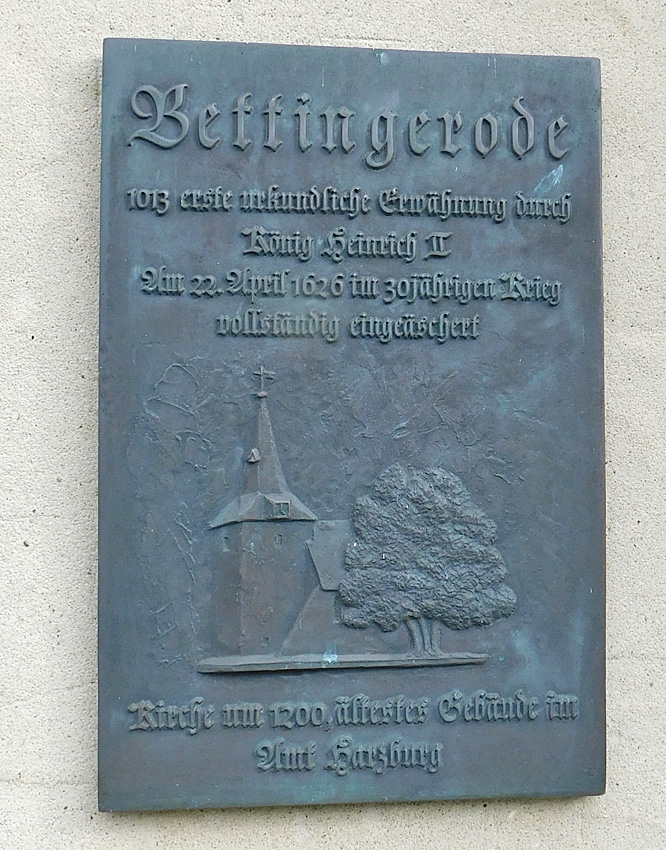 Bettingerode
1013 erste urkundliche Erwähnung durch
König Heinrich II
Am 22. April 1626 im 30jährigen Krieg
vollständig eingeäschert
Kirche um 1200, ältestes Gebäude im
Amt Harzburg